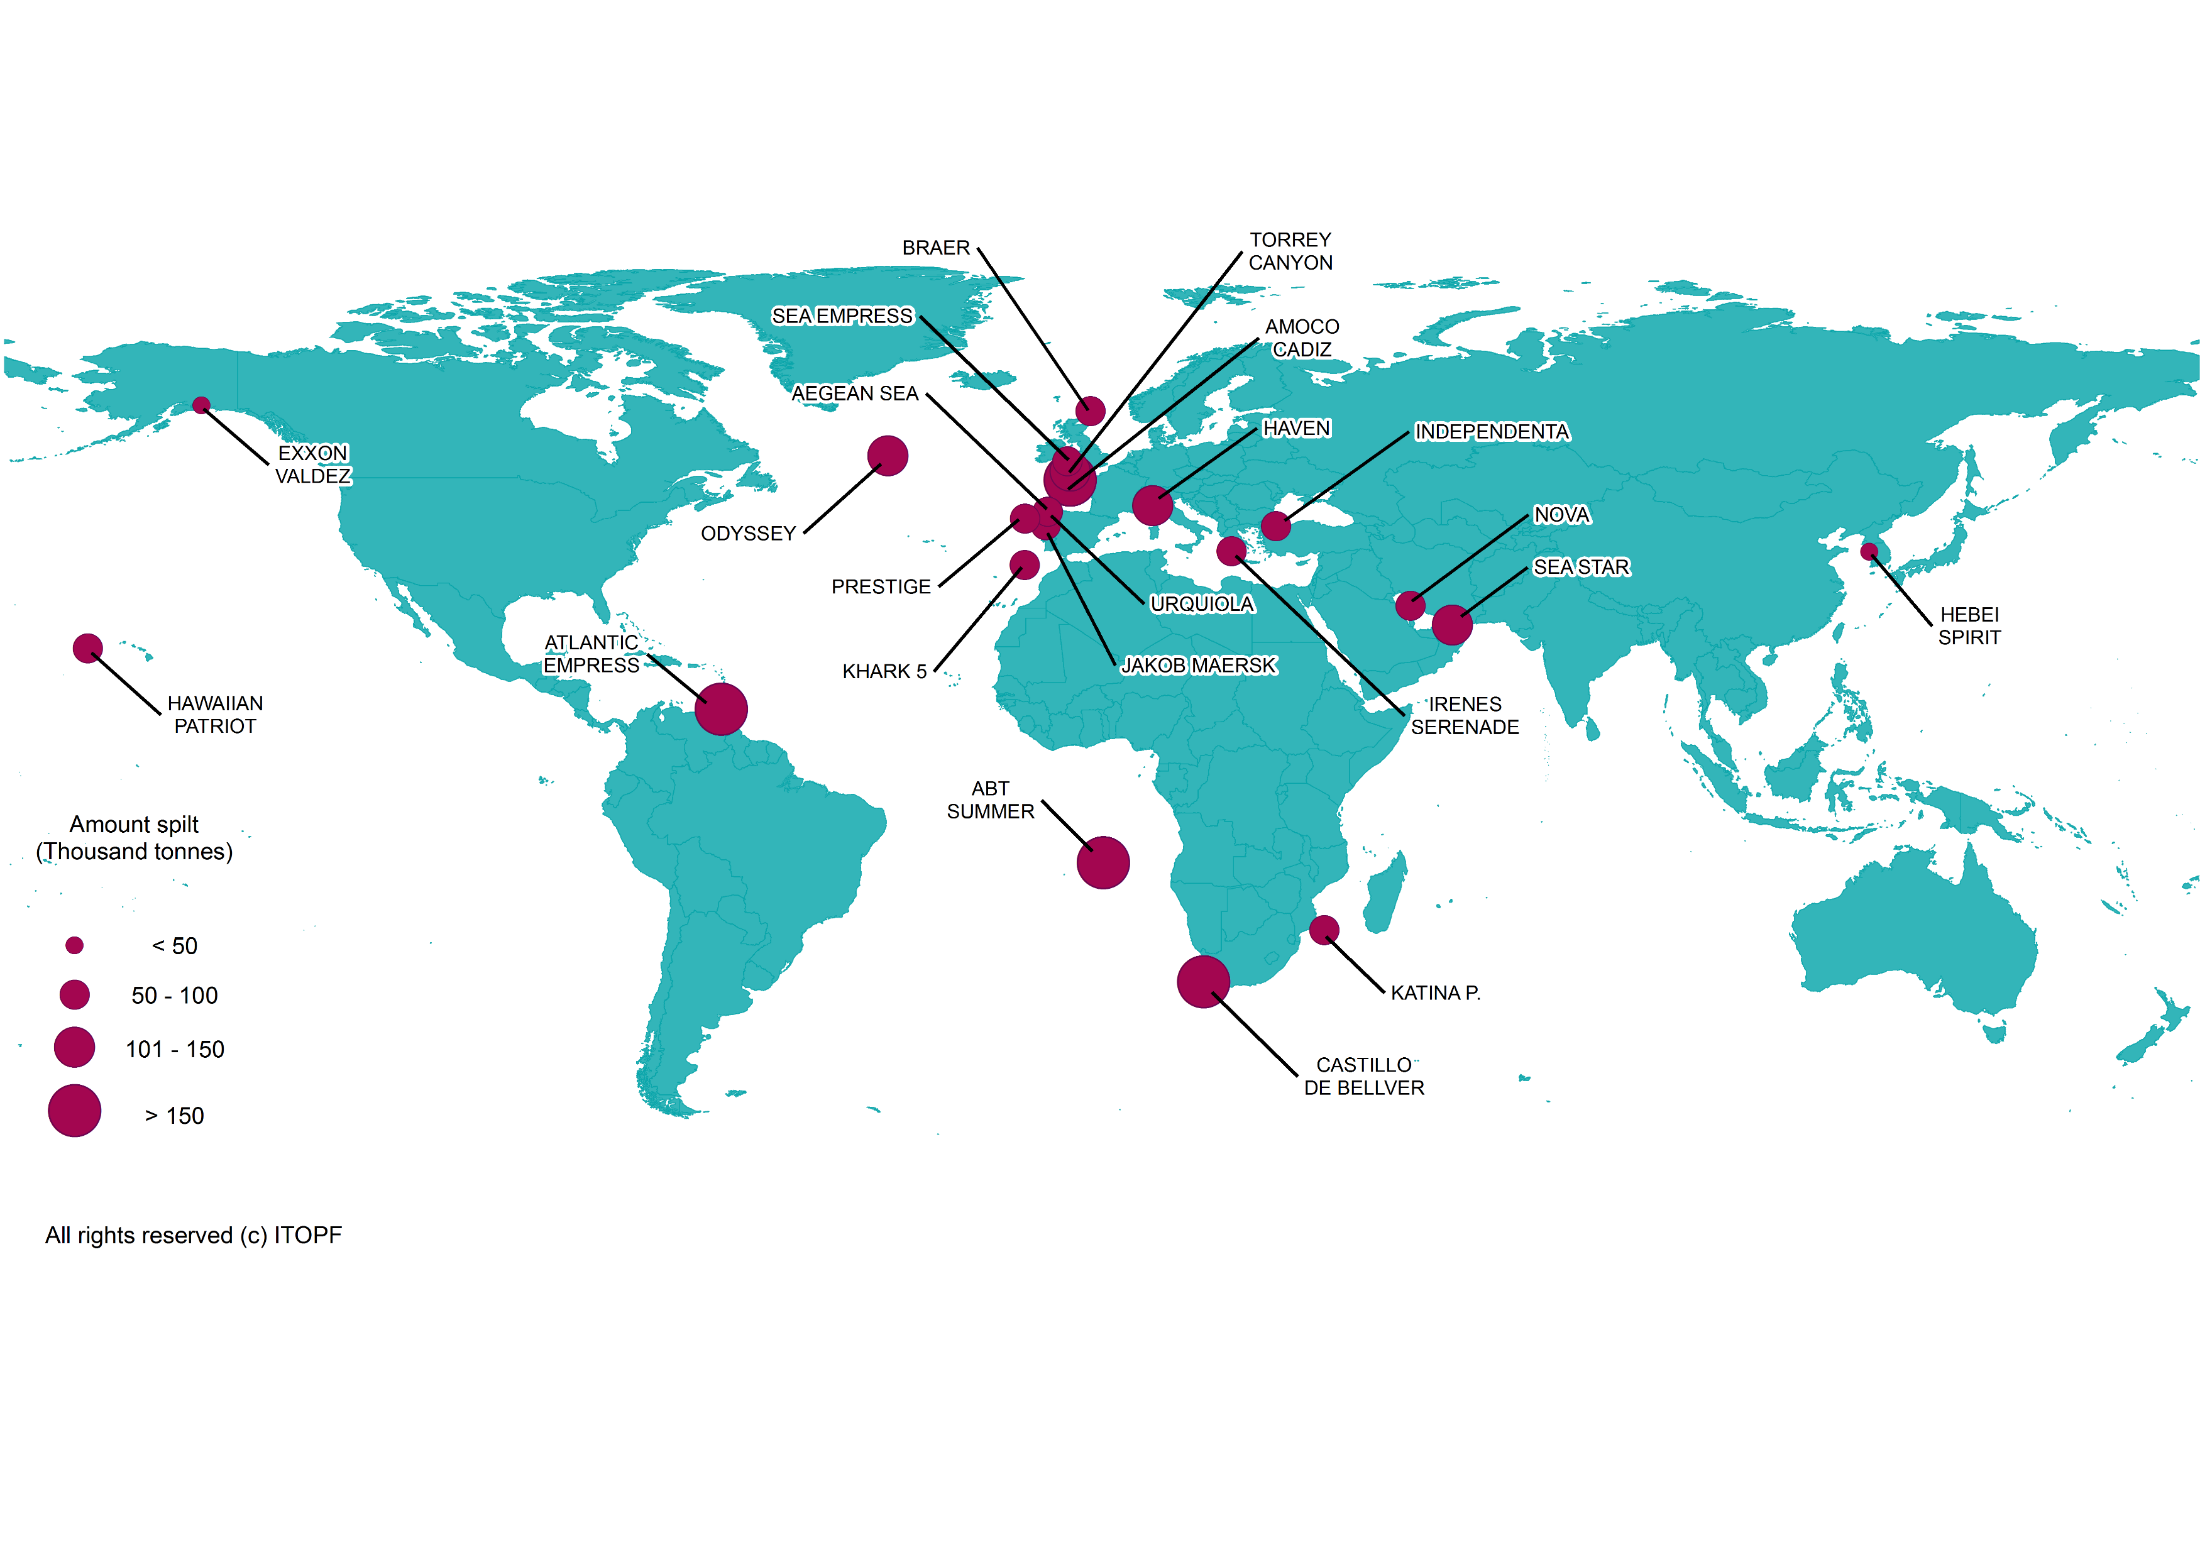 BRAER
TORREY
CANYON
SEA EMPRESS
AMOCO
CADIZ
AEGEAN SEA
HAVEN
INDEPENDENTA
EXXON
VALDEZ
ODYSSEY
NOVA
SEA STAR
PRESTIGE
URQUIOLA
HEBEI
SPIRIT
ATLANTIC
EMPRESS
KHARK 5
JAKOB MAERSK
HAWAIIAN
PATRIOT
IRENES
SERENADE
ABT
SUMMER
Amount spilt
(Thousand tonnes)
< 50
50 - 100
101 - 150
> 150
KATINA P.
CASTILLO
DE BELLVER
All rights reserved (c) ITOPF